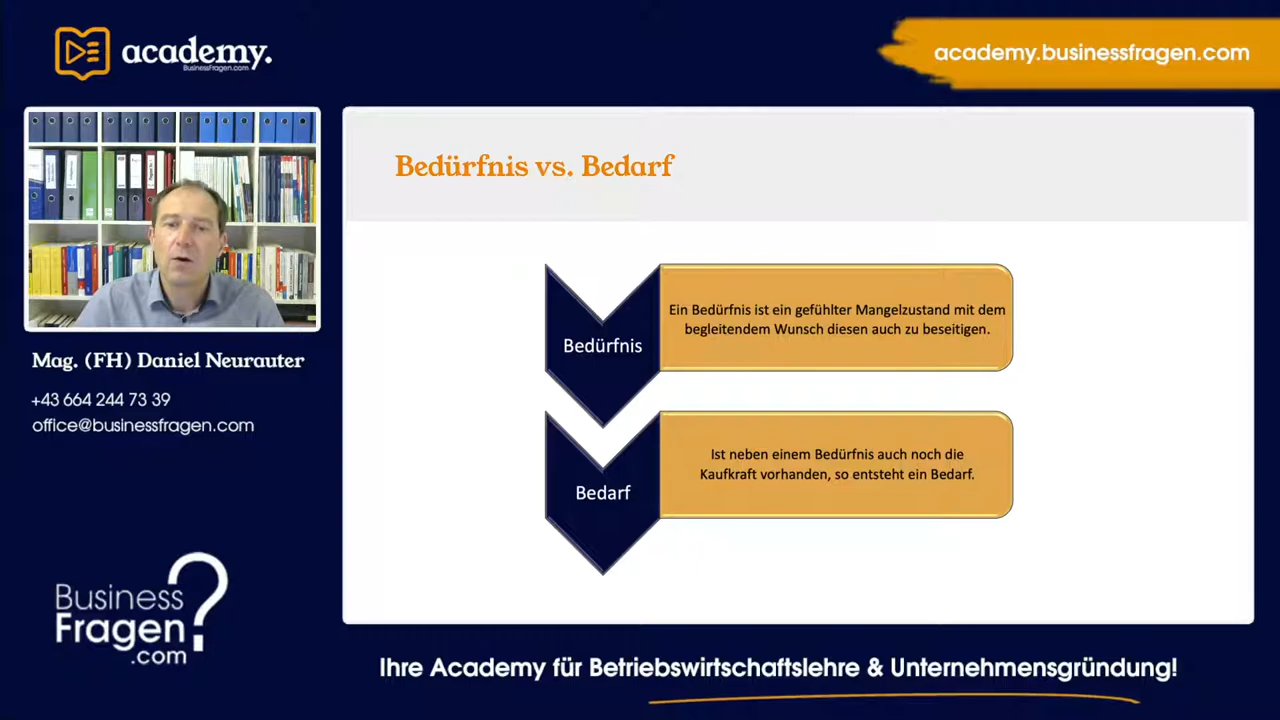 academy.
BusinessFragen.com
academy.businessfragen.com
Bedürfnis vs. Bedarf
Bedürfnis
Ein Bedürfnis ist ein gefühlter Mangelzustand mit dem
begleitendem Wunsch diesen auch zu beseitigen.
Bedarf
Ist neben einem Bedürfnis auch noch die
Kaufkraft vorhanden, so entsteht ein Bedarf.
Mag. (FH) Daniel Neurauter
+43 664 244 73 39
office@businessfragen.com
Business
Fragen
.com
?
Ihre Academy für Betriebswirtschaftslehre & Unternehmensgründung!